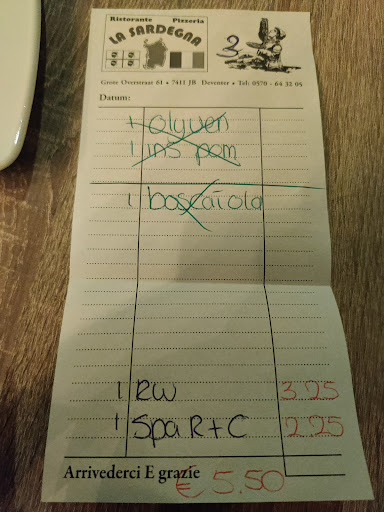 Ristorante Pizzeria
LA SARDEGNA
3
Grote Overstraat 61 • 7411 JB Deventer • Tel: 0570 - 64 32 05
Datum:
1 olyven
1 ins pom
1 boscaiola
1 RW 3.25
1 Spa R+C 2.25
Arrivederci E grazie
€ 5.50